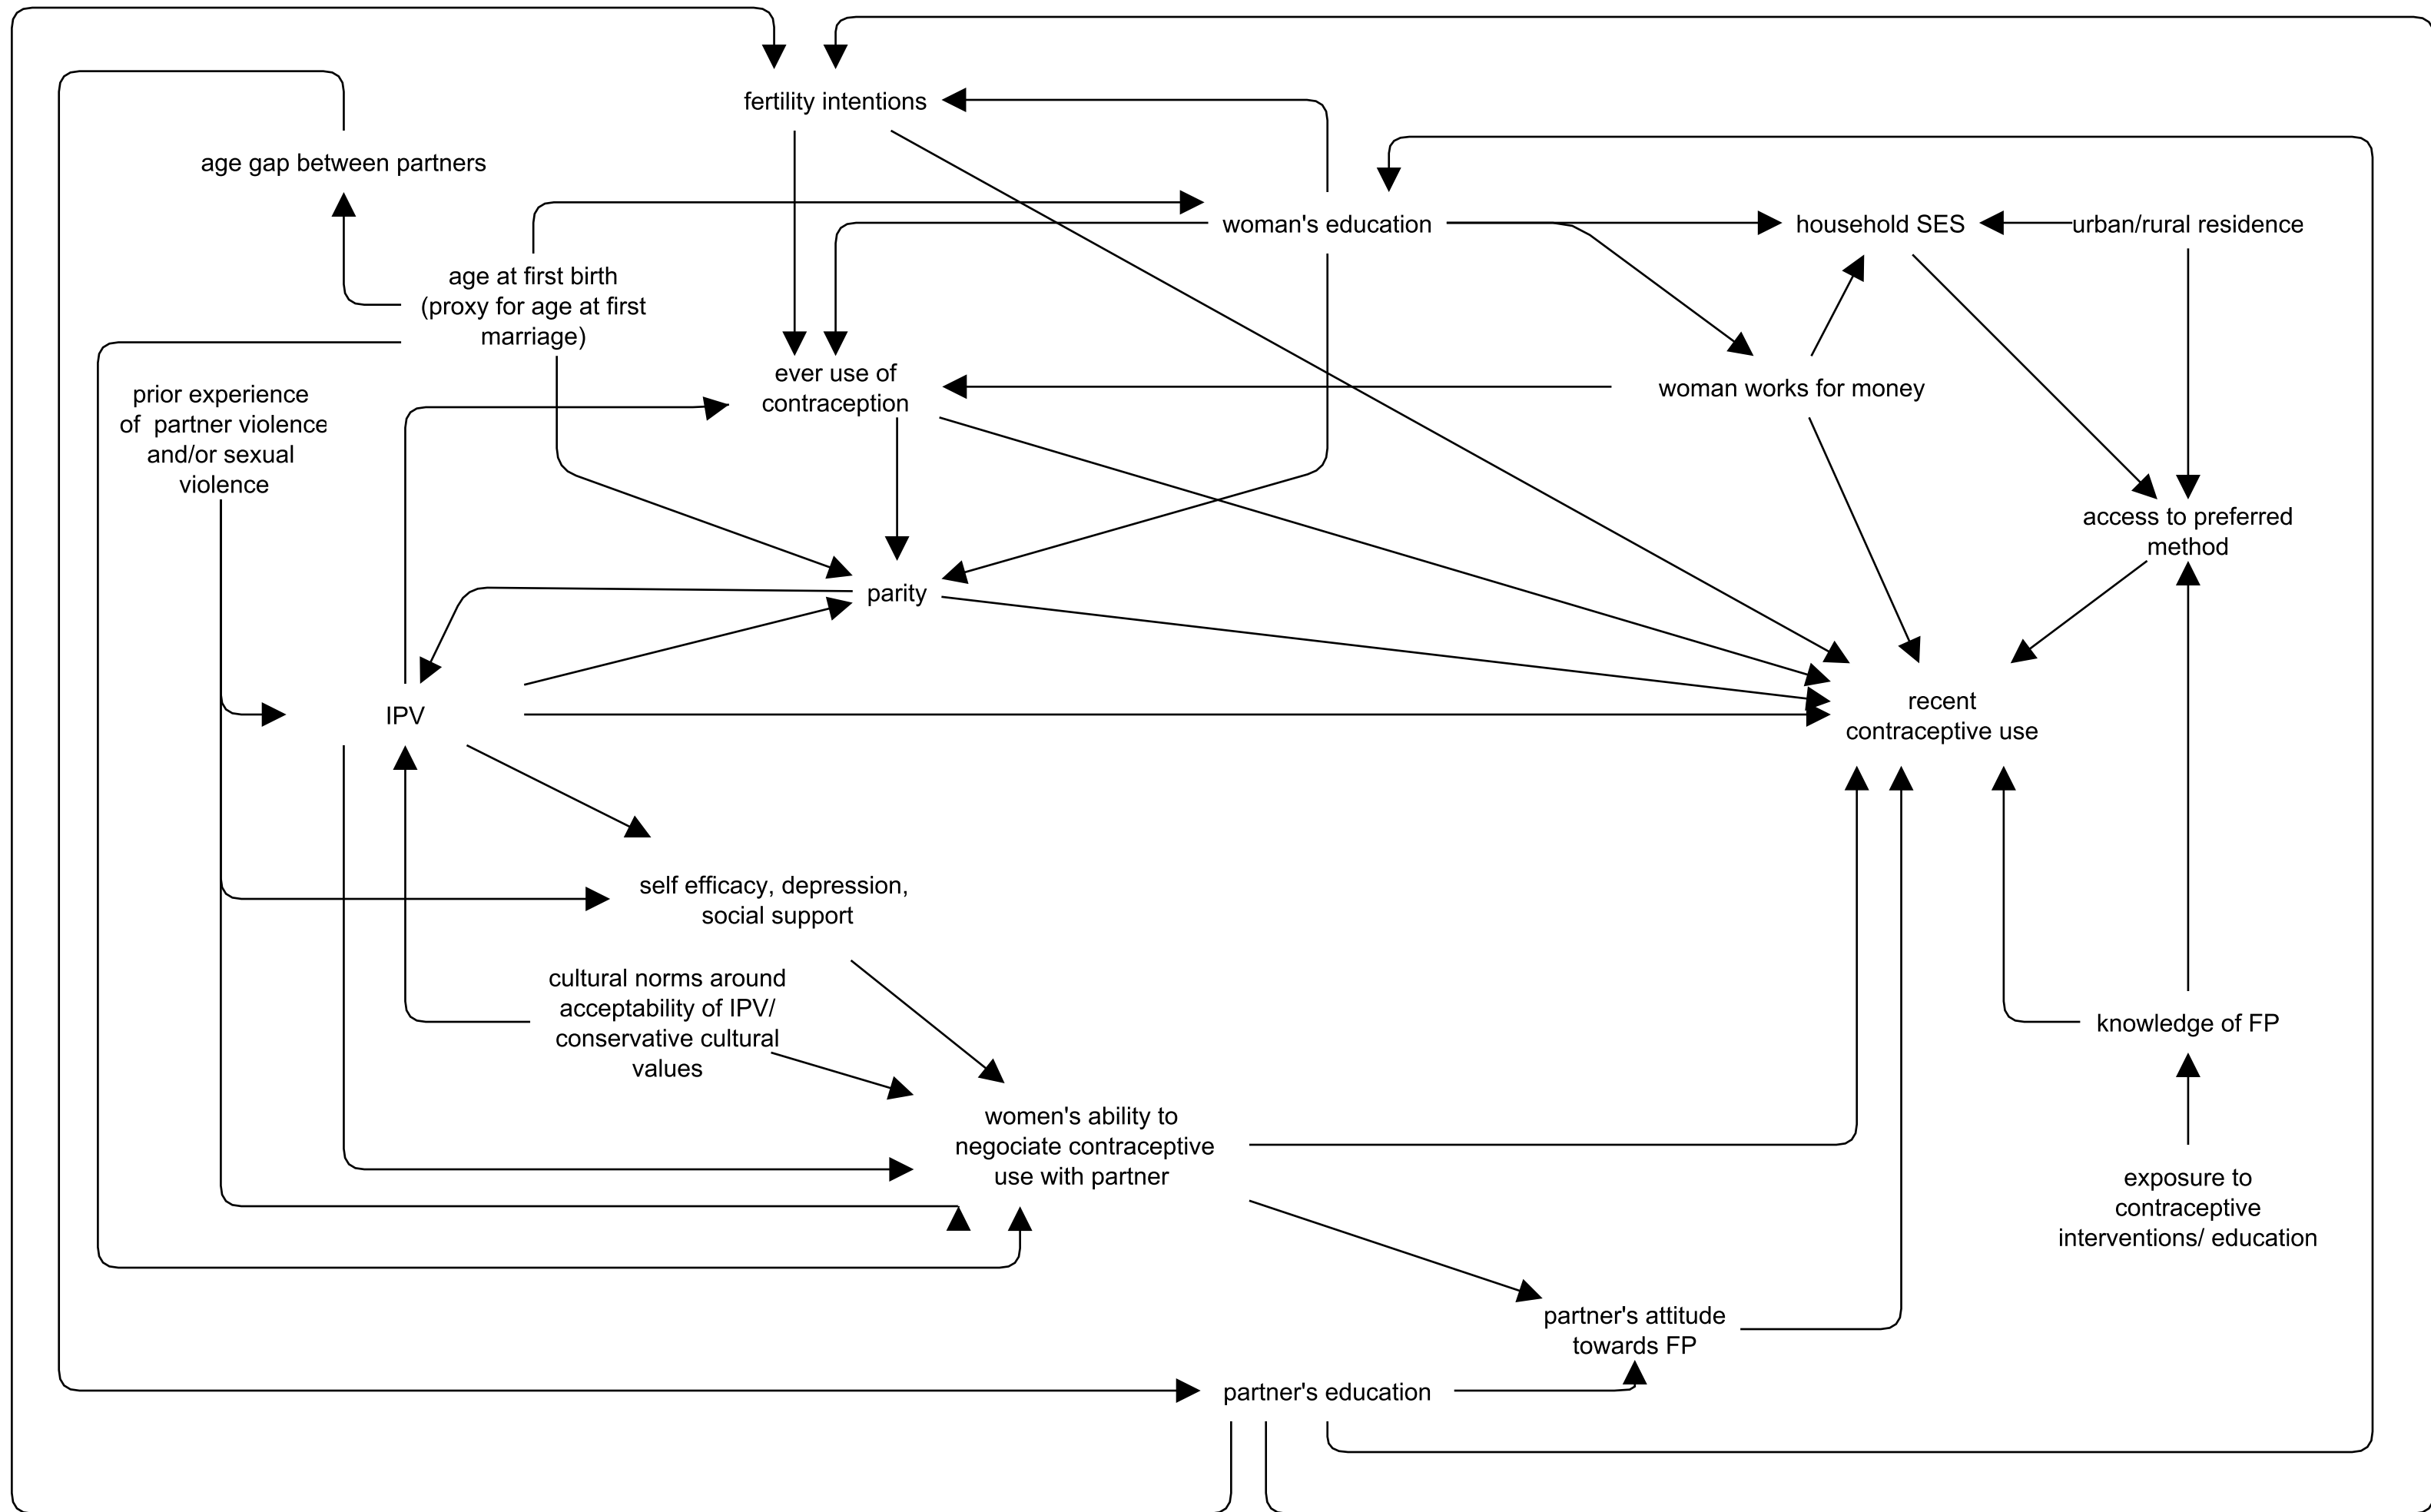 fertility intentions
age gap between partners
woman's education
household SES
urban/rural residence
age at first birth
(proxy for age at first
marriage)
ever use of
contraception
woman works for money
prior experience
of  partner violence
and/or sexual
violence
access to preferred
method
parity
IPV
recent
contraceptive use
self efficacy, depression,
social support
cultural norms around
acceptability of IPV/
conservative cultural
values
knowledge of FP
women's ability to
negociate contraceptive
use with partner
exposure to
contraceptive
interventions/ education
partner's attitude
towards FP
partner's education